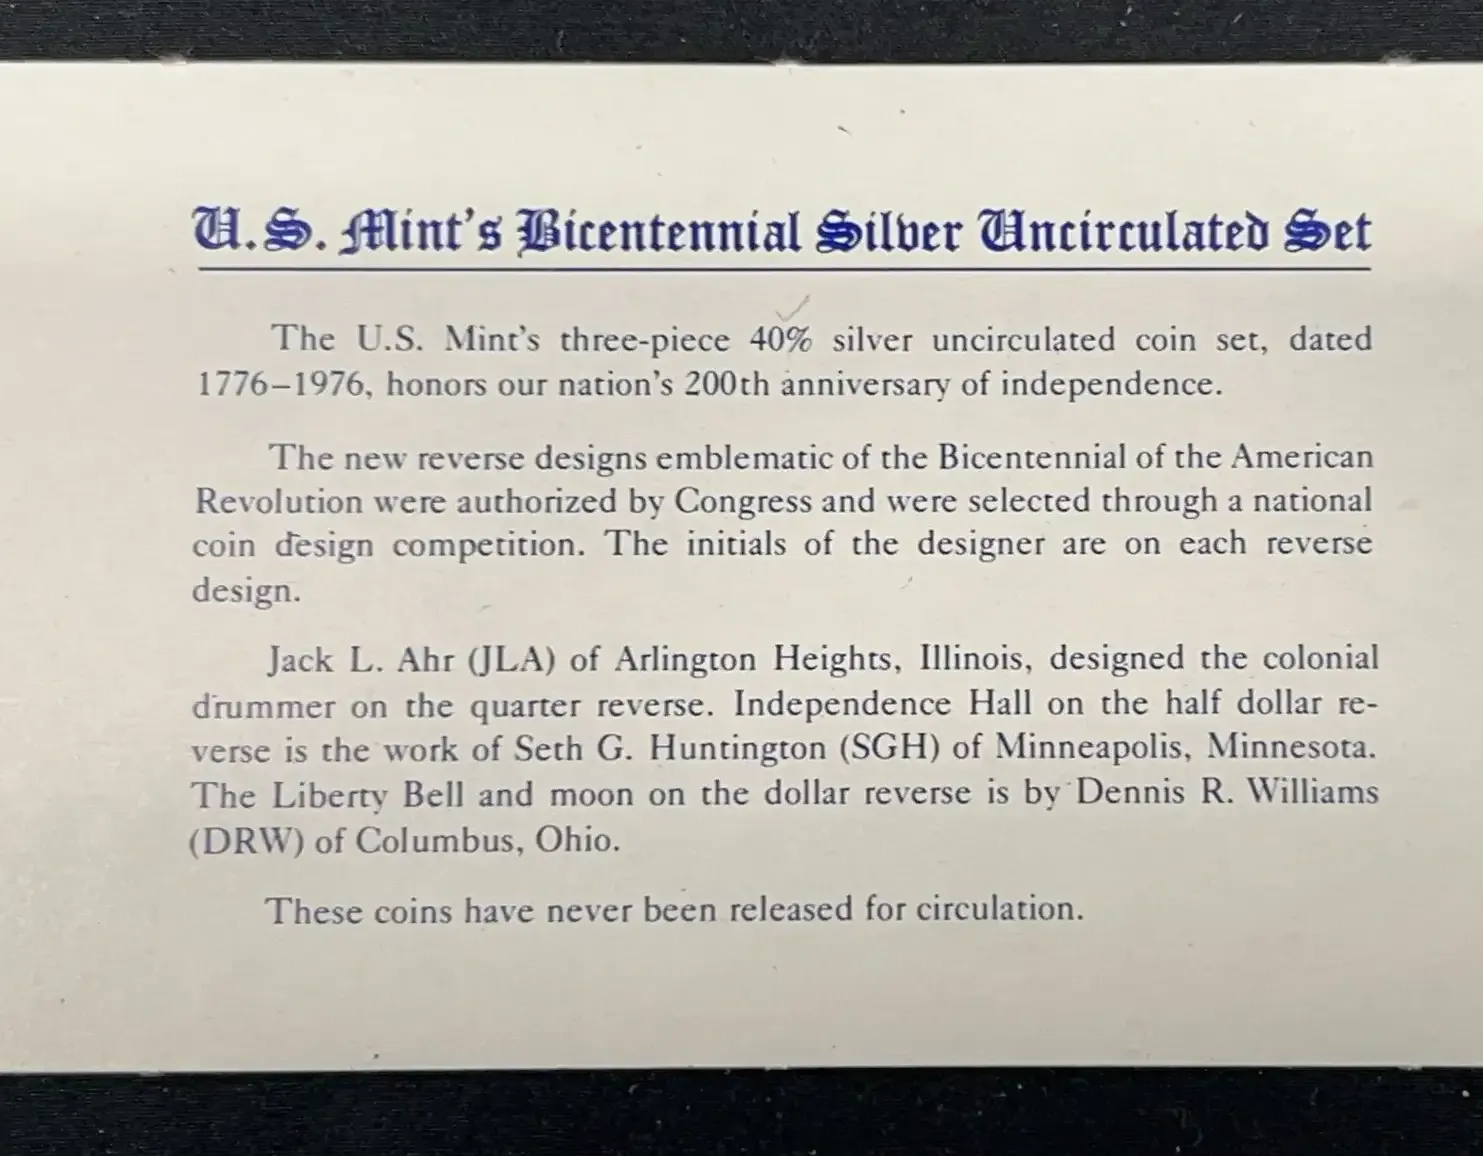 U.S. Mint's Bicentennial Silver Uncirculated Set
The U.S. Mint's three-piece 40% silver uncirculated coin set, dated
1776–1976, honors our nation's 200th anniversary of independence.
The new reverse designs emblematic of the Bicentennial of the American
Revolution were authorized by Congress and were selected through a national
coin design competition. The initials of the designer are on each reverse
design.
Jack L. Ahr (JLA) of Arlington Heights, Illinois, designed the colonial
drummer on the quarter reverse. Independence Hall on the half dollar re-
verse is the work of Seth G. Huntington (SGH) of Minneapolis, Minnesota.
The Liberty Bell and moon on the dollar reverse is by Dennis R. Williams
(DRW) of Columbus, Ohio.
These coins have never been released for circulation.